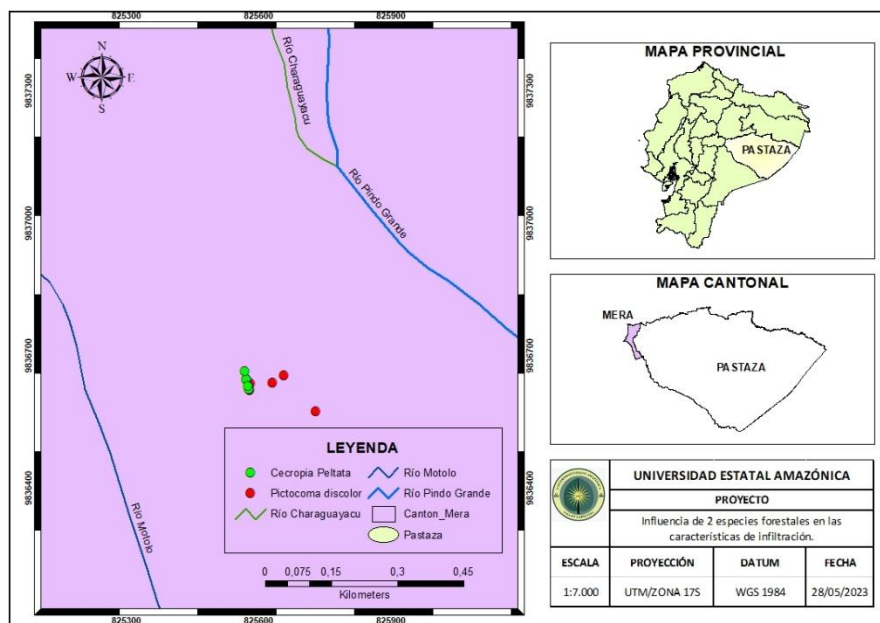 825300 825600 825900
9837300 9837300
9837000 9837000
9836700 9836700
9836400 9836400
825300 825600 825900
N
W E
S
Río Charaguayacu
Río Pindo Grande
Río Motolo
LEYENDA
Cecropia Peltata
Pictocoma discolor
Río Charaguayacu
Río Motolo
Río Pindo Grande
Canton_Mera
Pastaza
0 0,075 0,15 0,3 0,45
Kilometers
MAPA PROVINCIAL
PASTAZA
MAPA CANTONAL
MERA
PASTAZA
UNIVERSIDAD ESTATAL AMAZÓNICA
PROYECTO
Influencia de 2 especies forestales en las
características de infiltración.
ESCALA PROYECCIÓN DATUM FECHA
1:7.000 UTM/ZONA 17S WGS 1984 28/05/2023